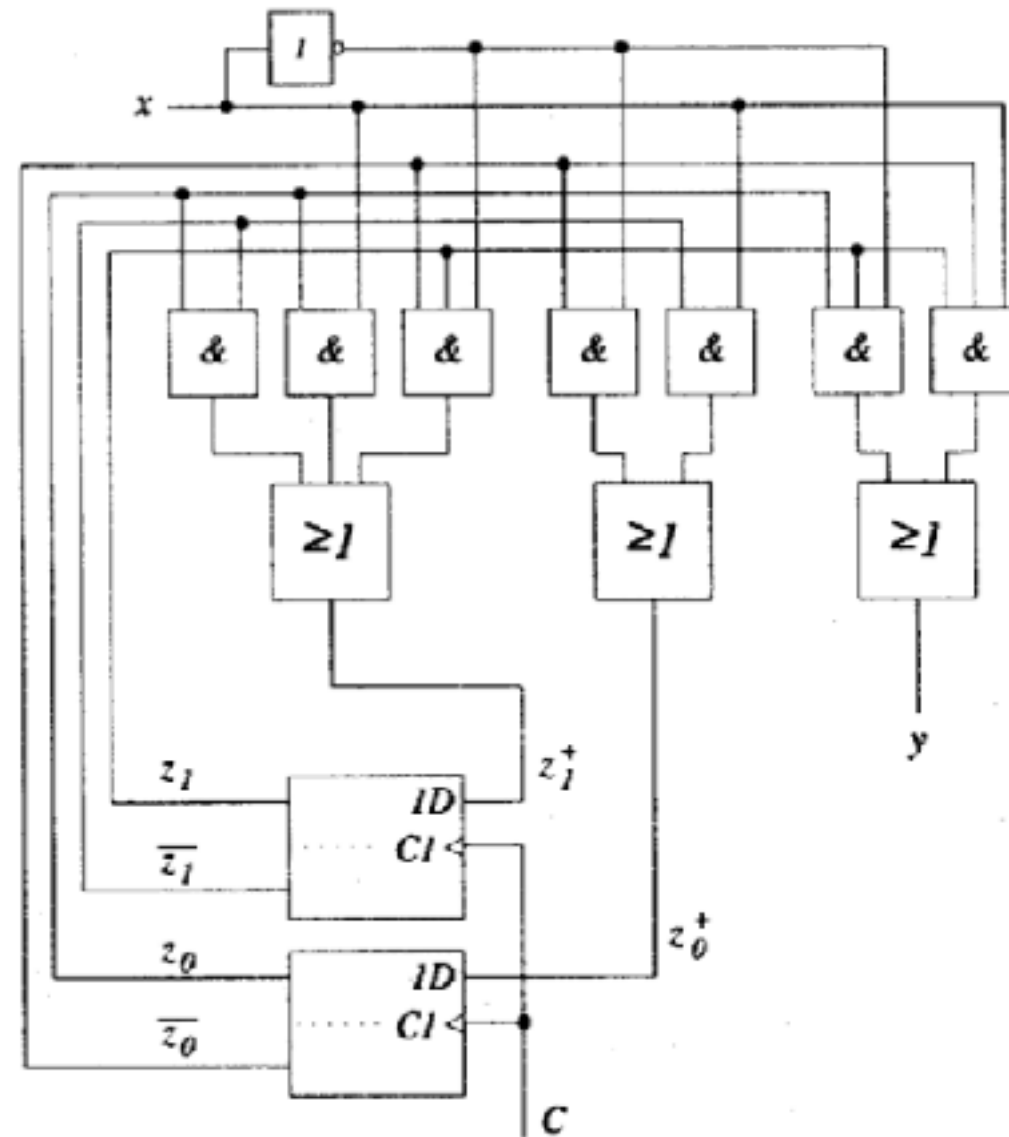 1
x
& & & & & & &
≥1 ≥1 ≥1
y
z₁ 1D z₁⁺
z̅₁ C1
z₀ 1D z₀⁺
z̅₀ C1
C